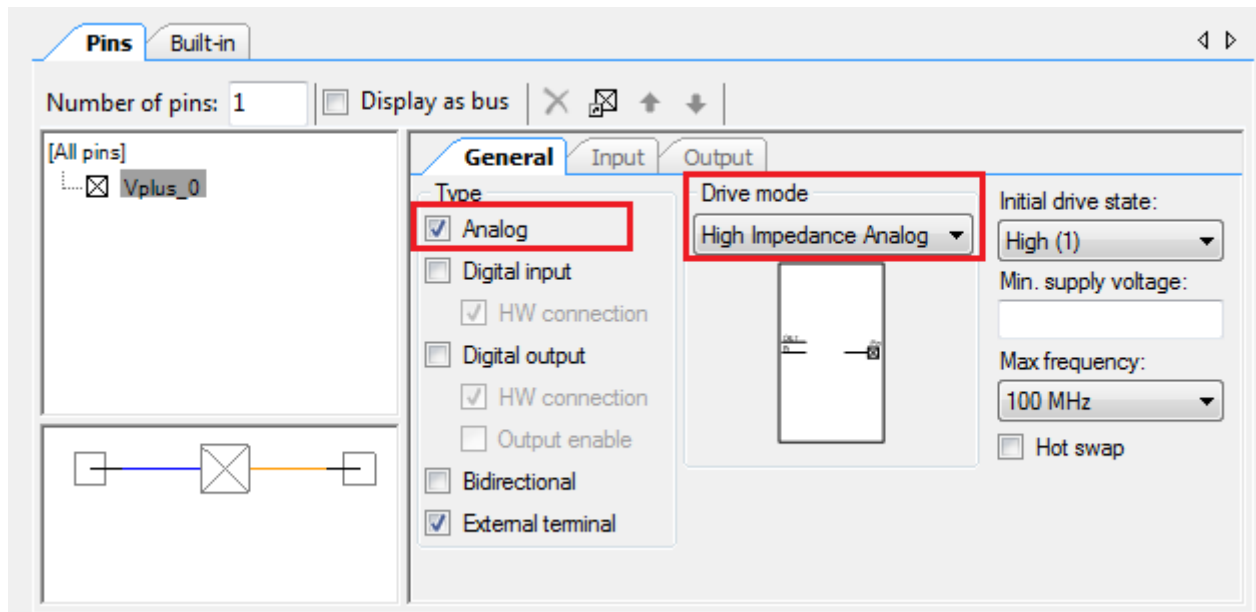 Pins Built-in
Number of pins: 1 Display as bus
[All pins]
Vplus_0
General Input Output
Type
Analog
Digital input
HW connection
Digital output
HW connection
Output enable
Bidirectional
External terminal
Drive mode
High Impedance Analog
Initial drive state:
High (1)
Min. supply voltage:
Max frequency:
100 MHz
Hot swap